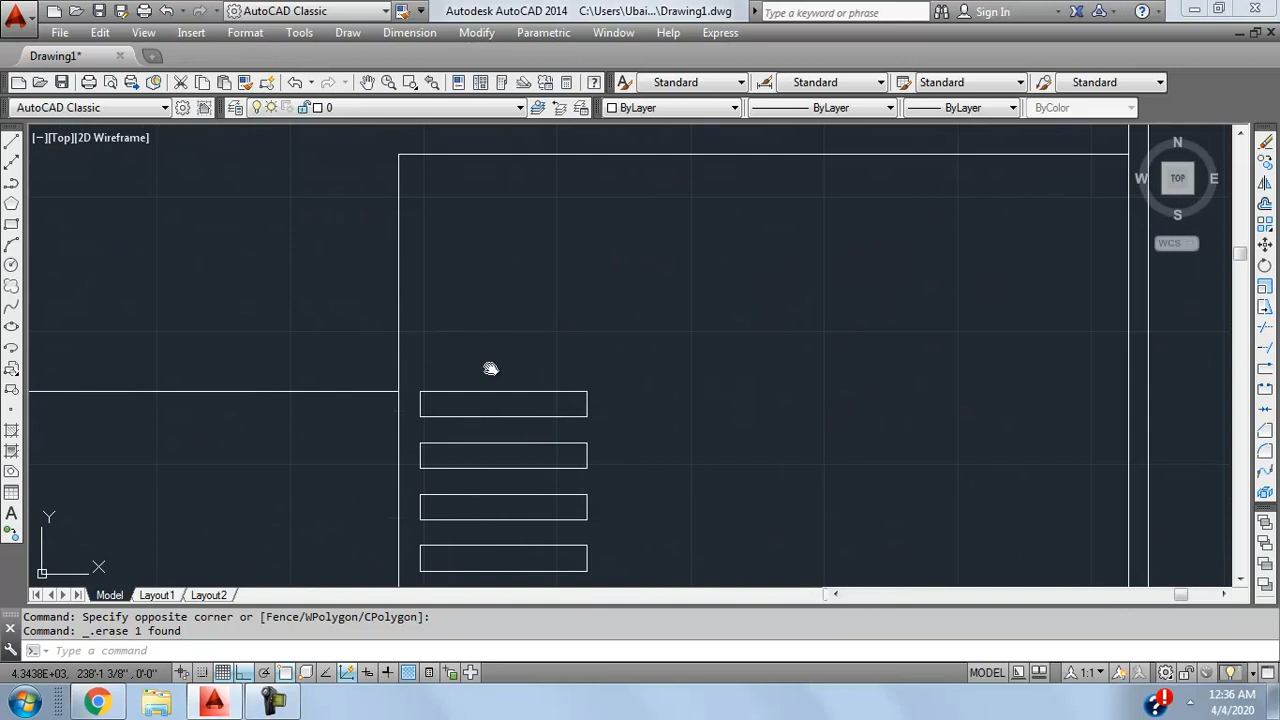 AutoCAD Classic
Autodesk AutoCAD 2014 C:\Users\Ubai...\Drawing1.dwg
Type a keyword or phrase
Sign In
File Edit View Insert Format Tools Draw Dimension Modify Parametric Window Help Express
Drawing1*
Standard Standard Standard Standard
AutoCAD Classic
0
ByLayer ByLayer ByLayer ByColor
[−][Top][2D Wireframe]
N
W TOP E
S
WCS
Y
X
Model Layout1 Layout2
Command: Specify opposite corner or [Fence/WPolygon/CPolygon]:
Command: _.erase 1 found
Type a command
4.3438E+03, 238'-1 3/8", 0'-0"
MODEL
1:1
12:36 AM
4/4/2020